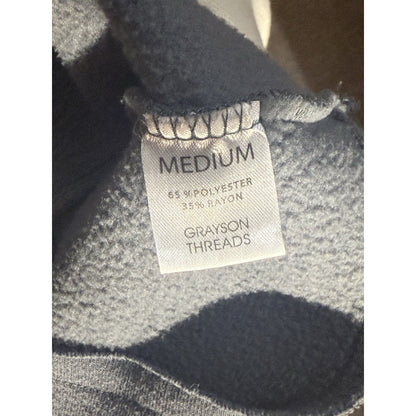 MEDIUM
65 % POLYESTER
35% RAYON
GRAYSON
THREADS